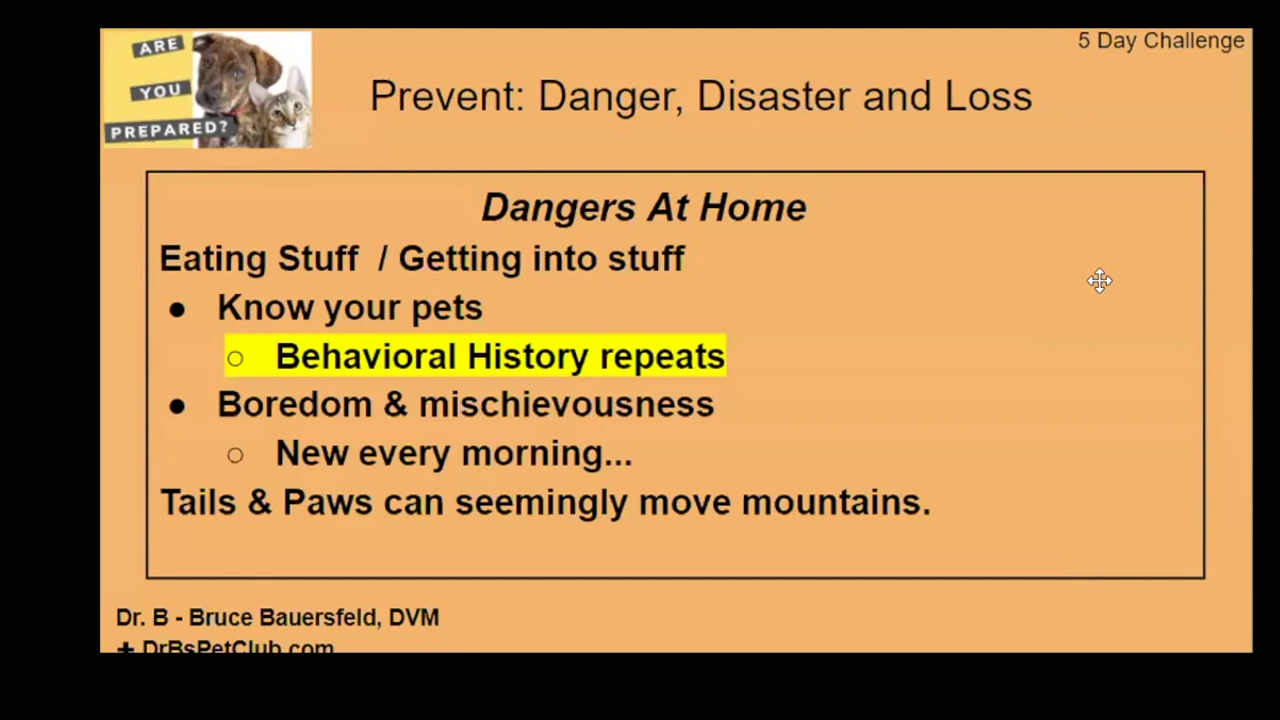 ARE
YOU
PREPARED?
5 Day Challenge
Prevent: Danger, Disaster and Loss
Dangers At Home
Eating Stuff / Getting into stuff
● Know your pets
○ Behavioral History repeats
● Boredom & mischievousness
○ New every morning...
Tails & Paws can seemingly move mountains.
Dr. B - Bruce Bauersfeld, DVM
+ DrBsPetClub.com